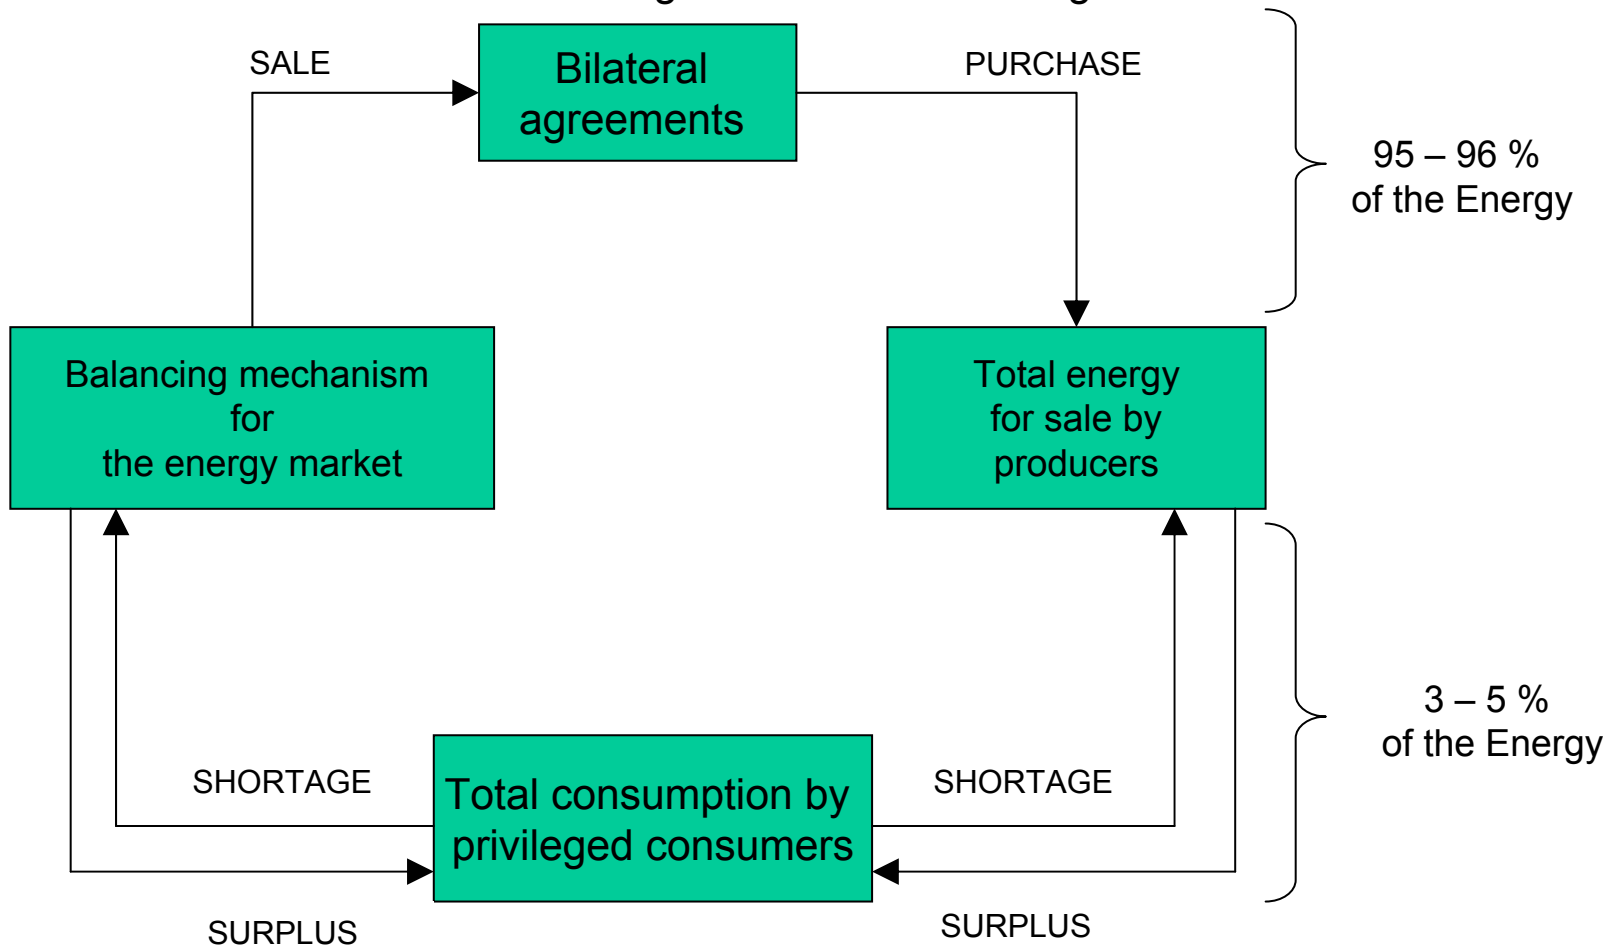 SALE
Bilateral
agreements
PURCHASE
95 – 96 %
of the Energy
Balancing mechanism
for
the energy market
Total energy
for sale by
producers
3 – 5 %
of the Energy
SHORTAGE
Total consumption by
privileged consumers
SHORTAGE
SURPLUS
SURPLUS